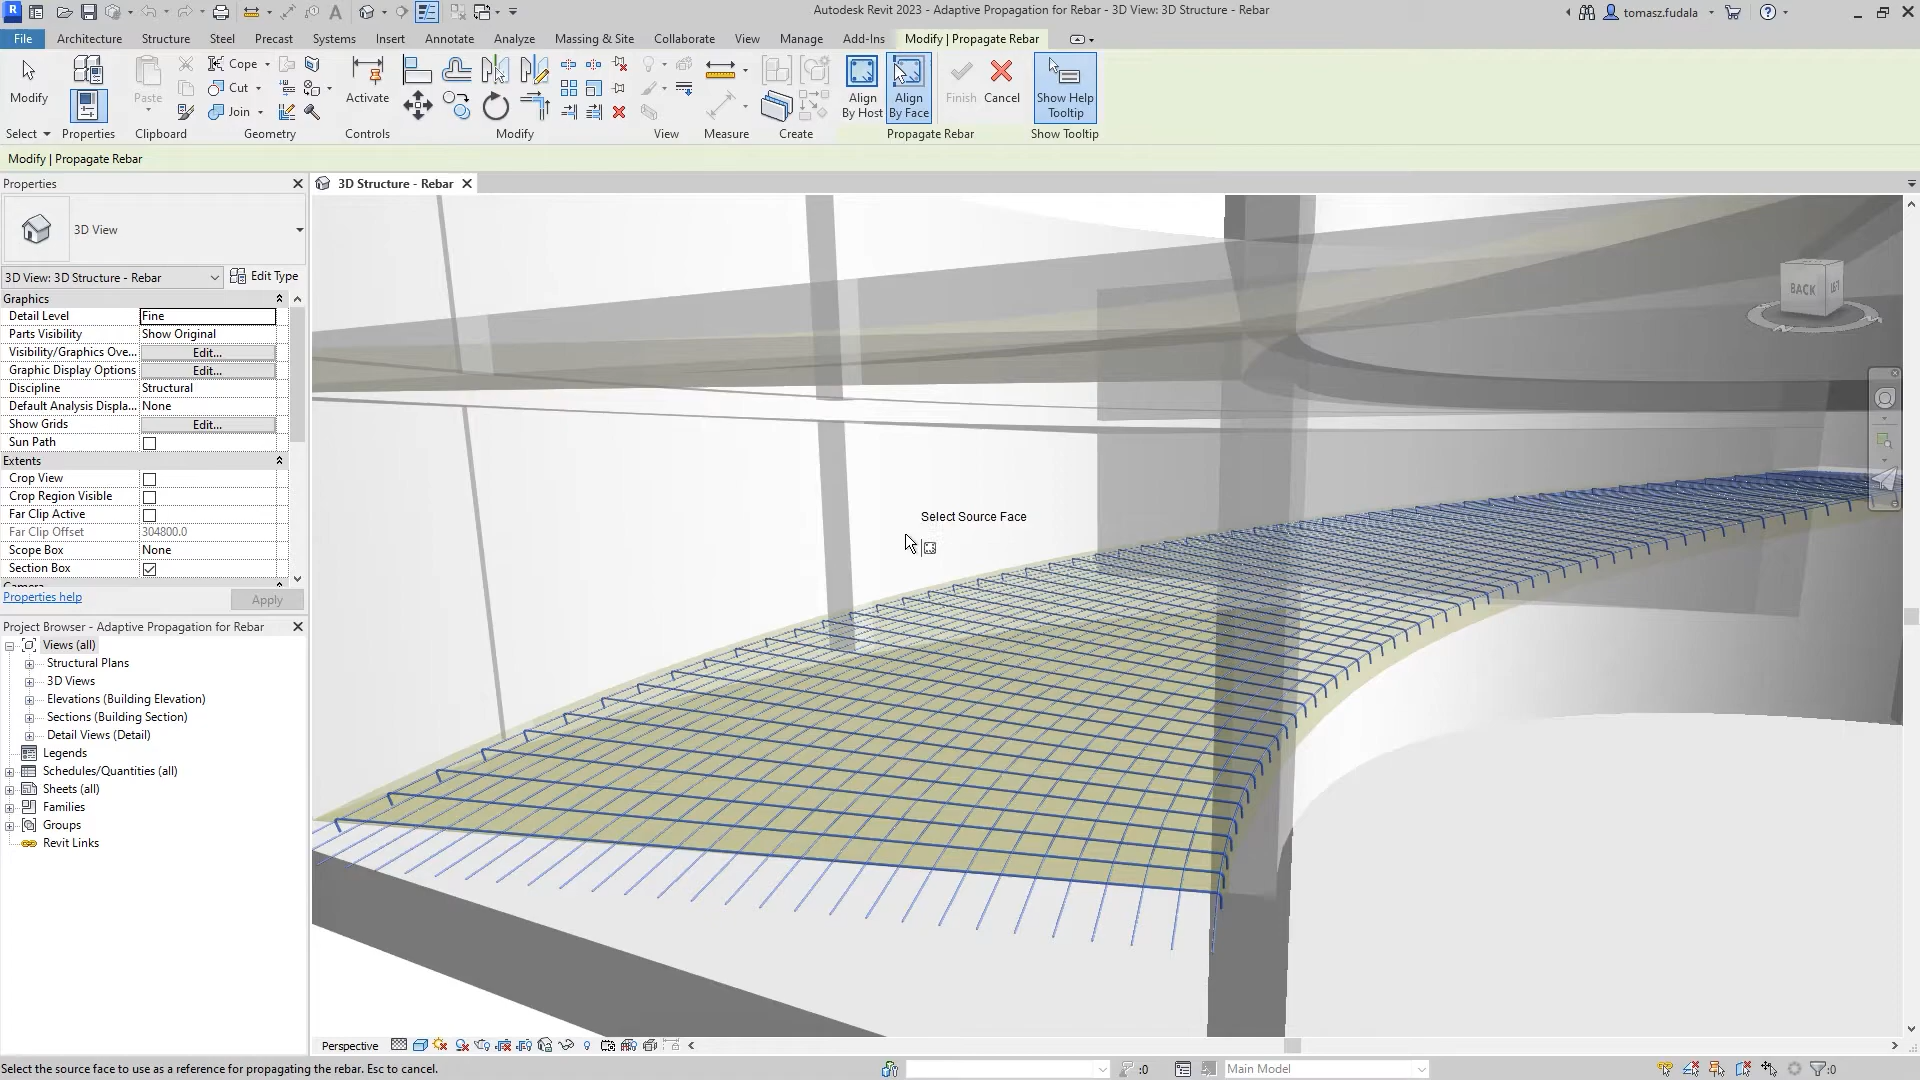 Autodesk Revit 2023 - Adaptive Propagation for Rebar - 3D View: 3D Structure - Rebar
tomasz.fudala
File
Architecture
Structure
Steel
Precast
Systems
Insert
Annotate
Analyze
Massing & Site
Collaborate
View
Manage
Add-Ins
Modify | Propagate Rebar
Modify
Paste
Cope
Cut
Join
Activate
Align
By Host
Align
By Face
Finish
Cancel
Show Help
Tooltip
Select
Properties
Clipboard
Geometry
Controls
Modify
View
Measure
Create
Propagate Rebar
Show Tooltip
Modify | Propagate Rebar
Properties
3D View
3D View: 3D Structure - Rebar
Edit Type
Graphics
Detail Level Fine
Parts Visibility Show Original
Visibility/Graphics Ove... Edit...
Graphic Display Options Edit...
Discipline Structural
Default Analysis Displa... None
Show Grids Edit...
Sun Path
Extents
Crop View
Crop Region Visible
Far Clip Active
Far Clip Offset 304800.0
Scope Box None
Section Box
Properties help
Apply
Project Browser - Adaptive Propagation for Rebar
Views (all)
Structural Plans
3D Views
Elevations (Building Elevation)
Sections (Building Section)
Detail Views (Detail)
Legends
Schedules/Quantities (all)
Sheets (all)
Families
Groups
Revit Links
3D Structure - Rebar
BACK
LEFT
Select Source Face
Perspective
Select the source face to use as a reference for propagating the rebar. Esc to cancel.
:0
Main Model
:0